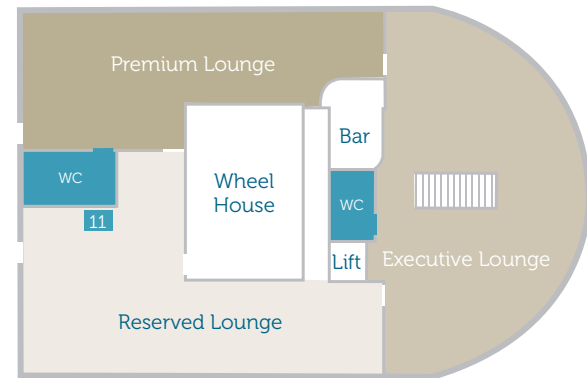 Premium Lounge
Bar
WC
Wheel
House
WC
11
Lift
Executive Lounge
Reserved Lounge